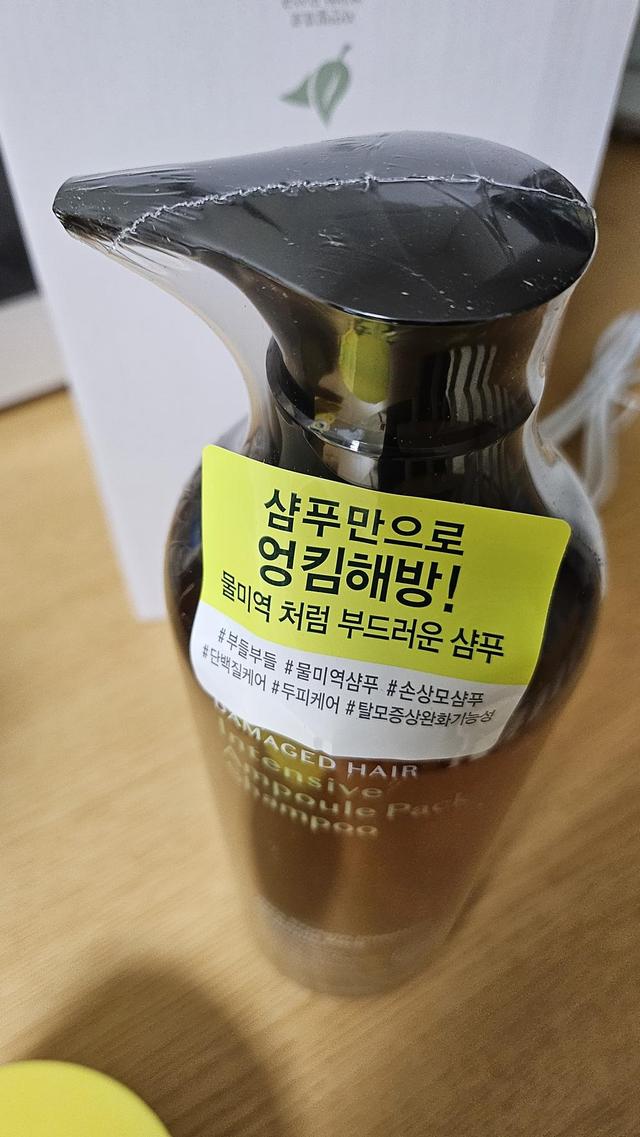 샴푸만으로
엉킴해방!
물미역 처럼 부드러운 샴푸
#부들부들 #물미역샴푸 #손상모샴푸
#단백질케어 #두피케어 #탈모증상완화기능성
DAMAGED HAIR
Intensive
Ampoule Pack
Shampoo